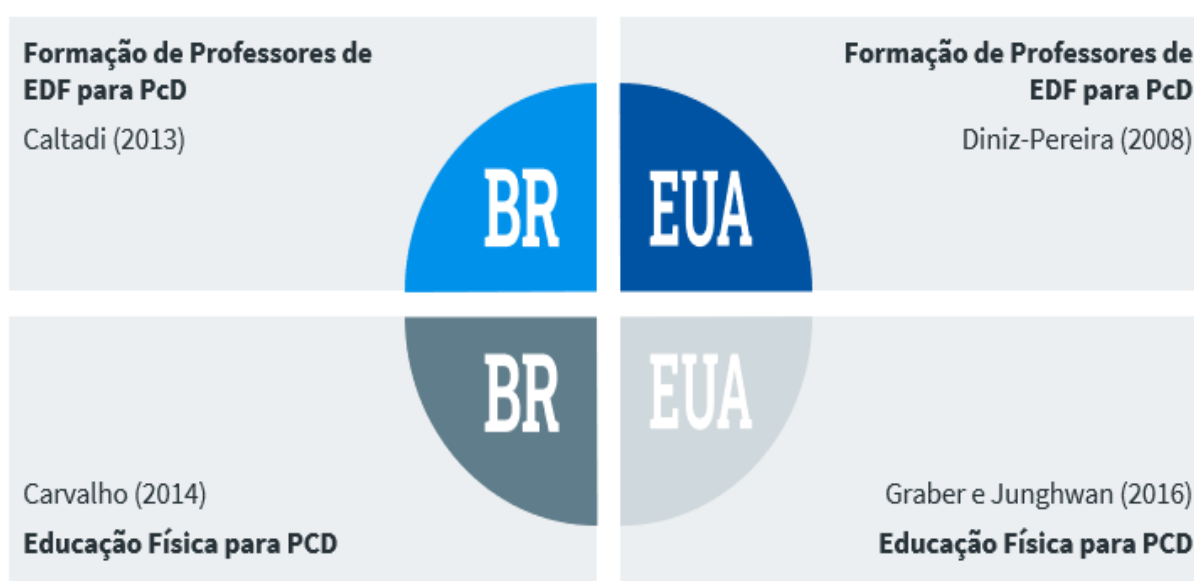 Formação de Professores de
EDF para PcD
Caltadi (2013)
BR
Formação de Professores de
EDF para PcD
Diniz-Pereira (2008)
EUA
BR
Carvalho (2014)
Educação Física para PCD
EUA
Graber e Junghwan (2016)
Educação Física para PCD